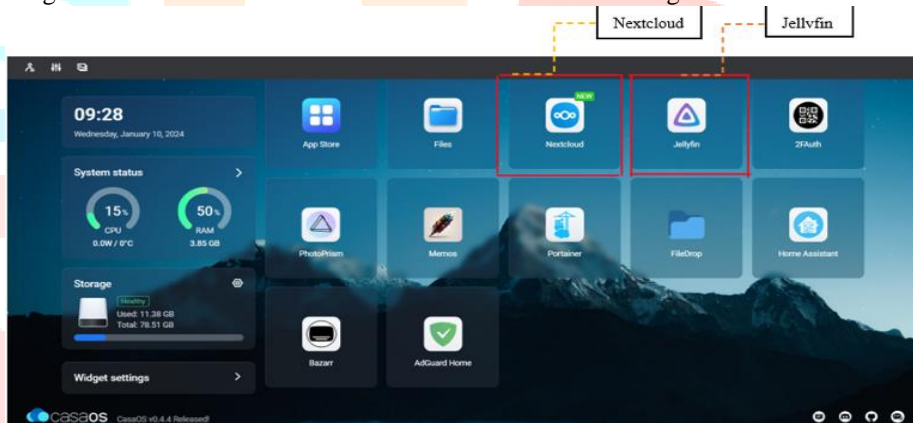 Nextcloud
Jellyfin
09:28
Wednesday, January 10, 2024
System status
15%
CPU
0.0W / 0°C
50%
RAM
3.85 GB
Storage
Healthy
Used: 11.38 GB
Total: 78.51 GB
Widget settings
App Store
Files
NEW
Nextcloud
Jellyfin
2FAuth
PhotoPrism
Memos
Portainer
FileDrop
Home Assistant
Bazarr
AdGuard Home
CasaOS CasaOS v0.4.4 Released!